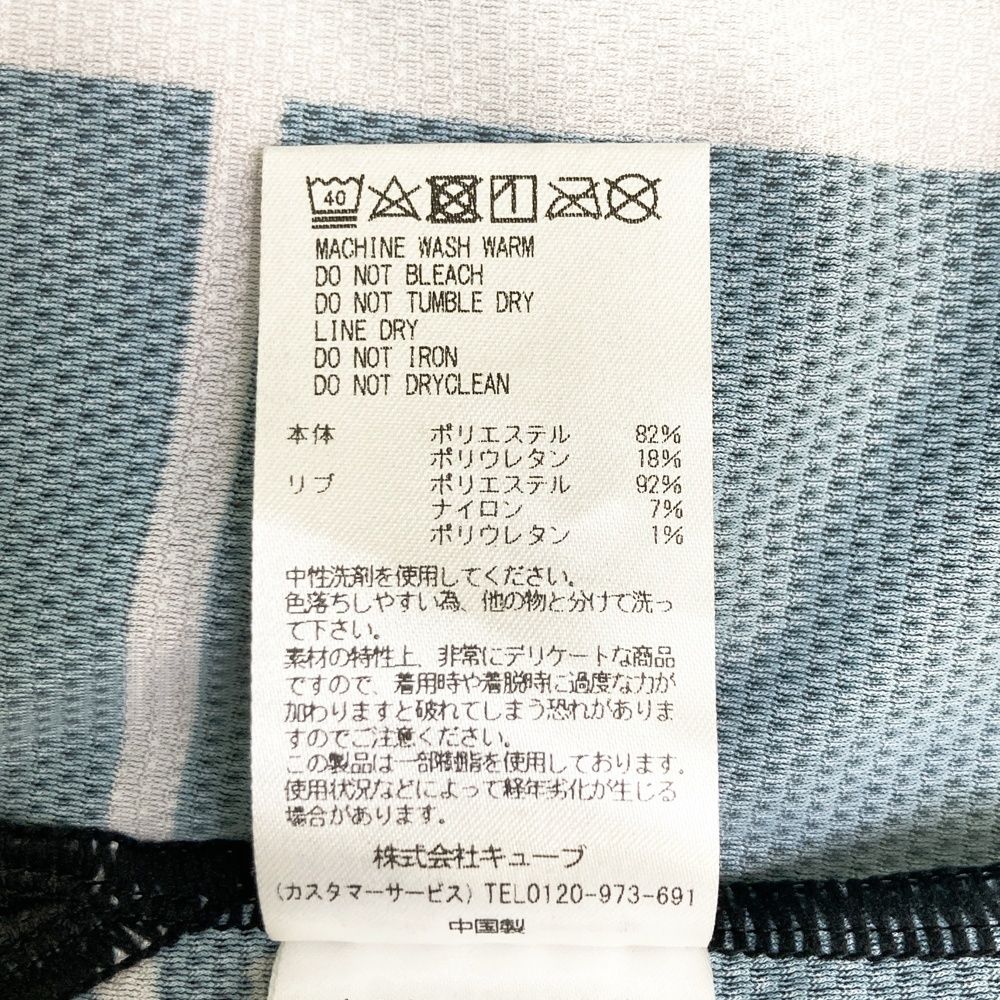 40
MACHINE WASH WARM
DO NOT BLEACH
DO NOT TUMBLE DRY
LINE DRY
DO NOT IRON
DO NOT DRYCLEAN
本体 ポリエステル 82%
ポリウレタン 18%
リブ ポリエステル 92%
ナイロン 7%
ポリウレタン 1%
中性洗剤を使用してください。
色落ちしやすい為、他の物と分けて洗っ
て下さい。
素材の特性上、非常にデリケートな商品
ですので、着用時や着脱時に過度な力が
加わりますと破れてしまう恐れがありま
すのでご注意ください。
この製品は一部樹脂を使用しております。
使用状況などによって経年劣化が生じる
場合があります。
株式会社キューブ
(カスタマーサービス) TEL0120-973-691
中国製